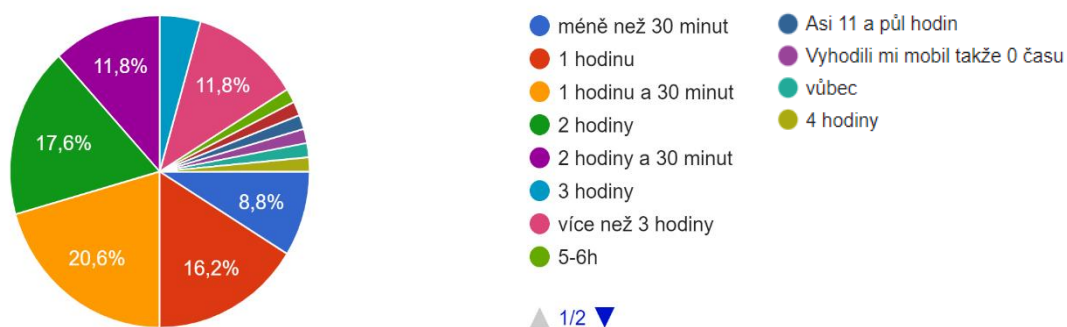 11,8%
11,8%
17,6%
8,8%
20,6%
16,2%
méně než 30 minut
1 hodinu
1 hodinu a 30 minut
2 hodiny
2 hodiny a 30 minut
3 hodiny
více než 3 hodiny
5-6h
1/2
Asi 11 a půl hodin
Vyhodili mi mobil takže 0 času
vůbec
4 hodiny